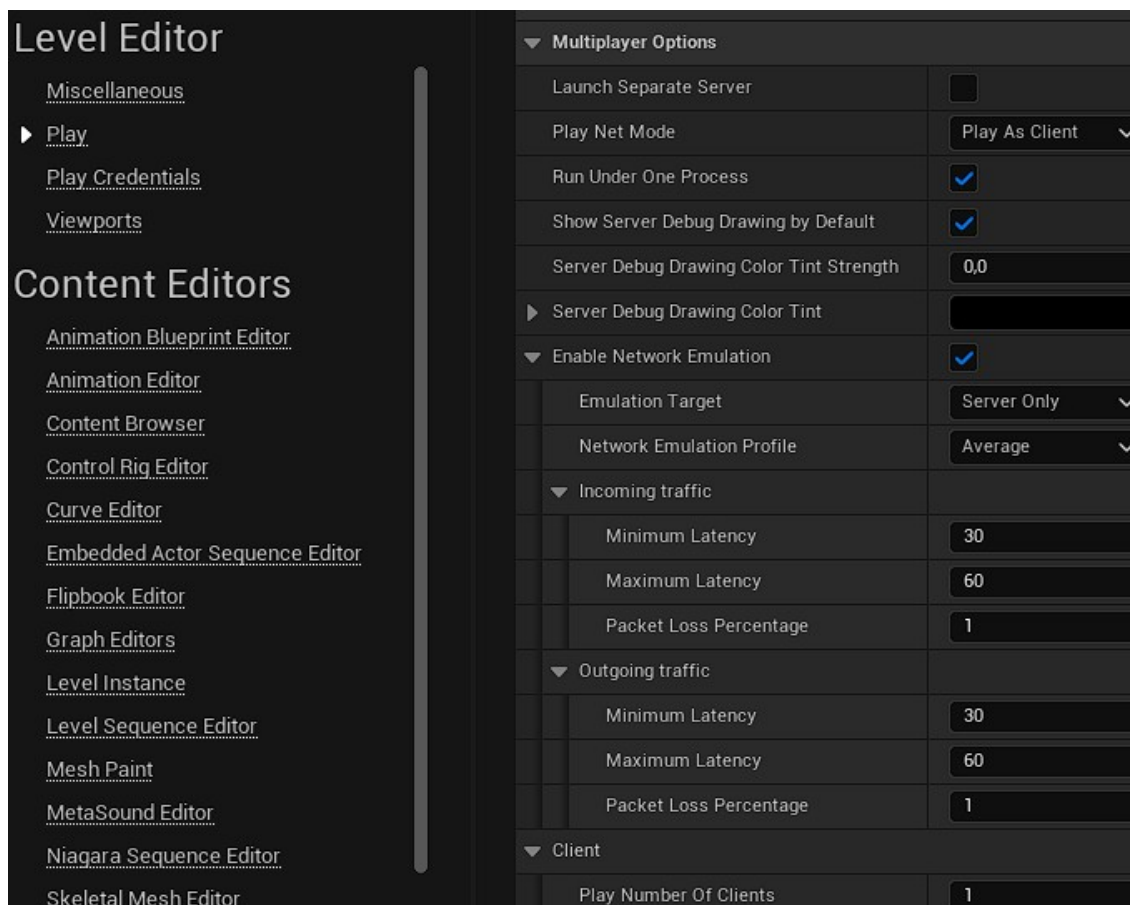 Level Editor
Miscellaneous
Play
Play Credentials
Viewports
Content Editors
Animation Blueprint Editor
Animation Editor
Content Browser
Control Rig Editor
Curve Editor
Embedded Actor Sequence Editor
Flipbook Editor
Graph Editors
Level Instance
Level Sequence Editor
Mesh Paint
MetaSound Editor
Niagara Sequence Editor
Skeletal Mesh Editor
Multiplayer Options
Launch Separate Server
Play Net Mode Play As Client
Run Under One Process
Show Server Debug Drawing by Default
Server Debug Drawing Color Tint Strength 0,0
Server Debug Drawing Color Tint
Enable Network Emulation
Emulation Target Server Only
Network Emulation Profile Average
Incoming traffic
Minimum Latency 30
Maximum Latency 60
Packet Loss Percentage 1
Outgoing traffic
Minimum Latency 30
Maximum Latency 60
Packet Loss Percentage 1
Client
Play Number Of Clients 1